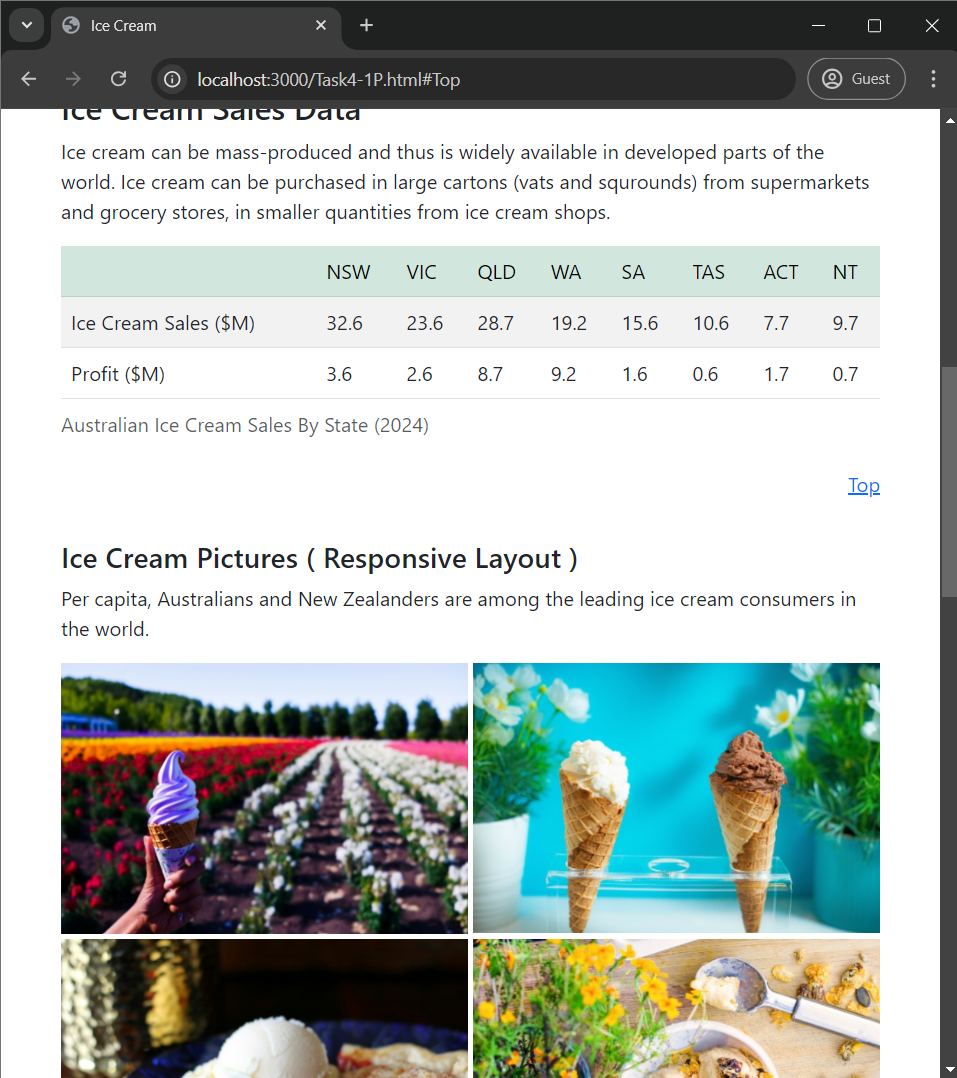 Ice Cream
localhost:3000/Task4-1P.html#Top
Guest
Ice Cream Sales Data
Ice cream can be mass-produced and thus is widely available in developed parts of the
world. Ice cream can be purchased in large cartons (vats and squrounds) from supermarkets
and grocery stores, in smaller quantities from ice cream shops.
NSW VIC QLD WA SA TAS ACT NT
Ice Cream Sales ($M) 32.6 23.6 28.7 19.2 15.6 10.6 7.7 9.7
Profit ($M) 3.6 2.6 8.7 9.2 1.6 0.6 1.7 0.7
Australian Ice Cream Sales By State (2024)
Top
Ice Cream Pictures ( Responsive Layout )
Per capita, Australians and New Zealanders are among the leading ice cream consumers in
the world.